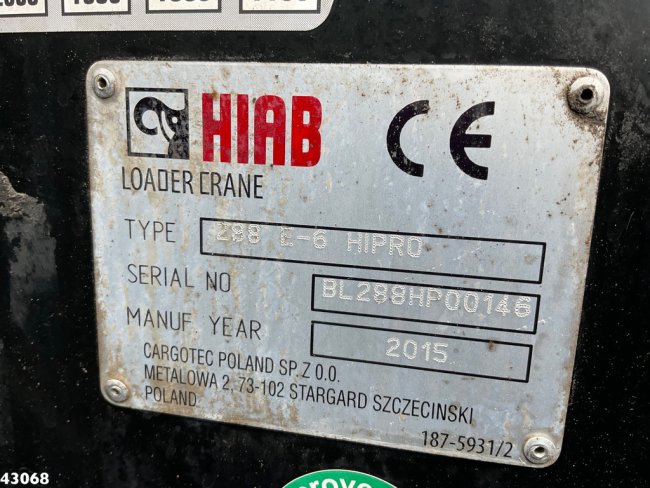 HIAB CE
LOADER CRANE
TYPE 288 E-6 HIPRO
SERIAL NO BL288HP00146
MANUF. YEAR 2015
CARGOTEC POLAND SP. Z O.O.
METALOWA 2, 73-102 STARGARD SZCZECINSKI
POLAND
187-5931/2
43068